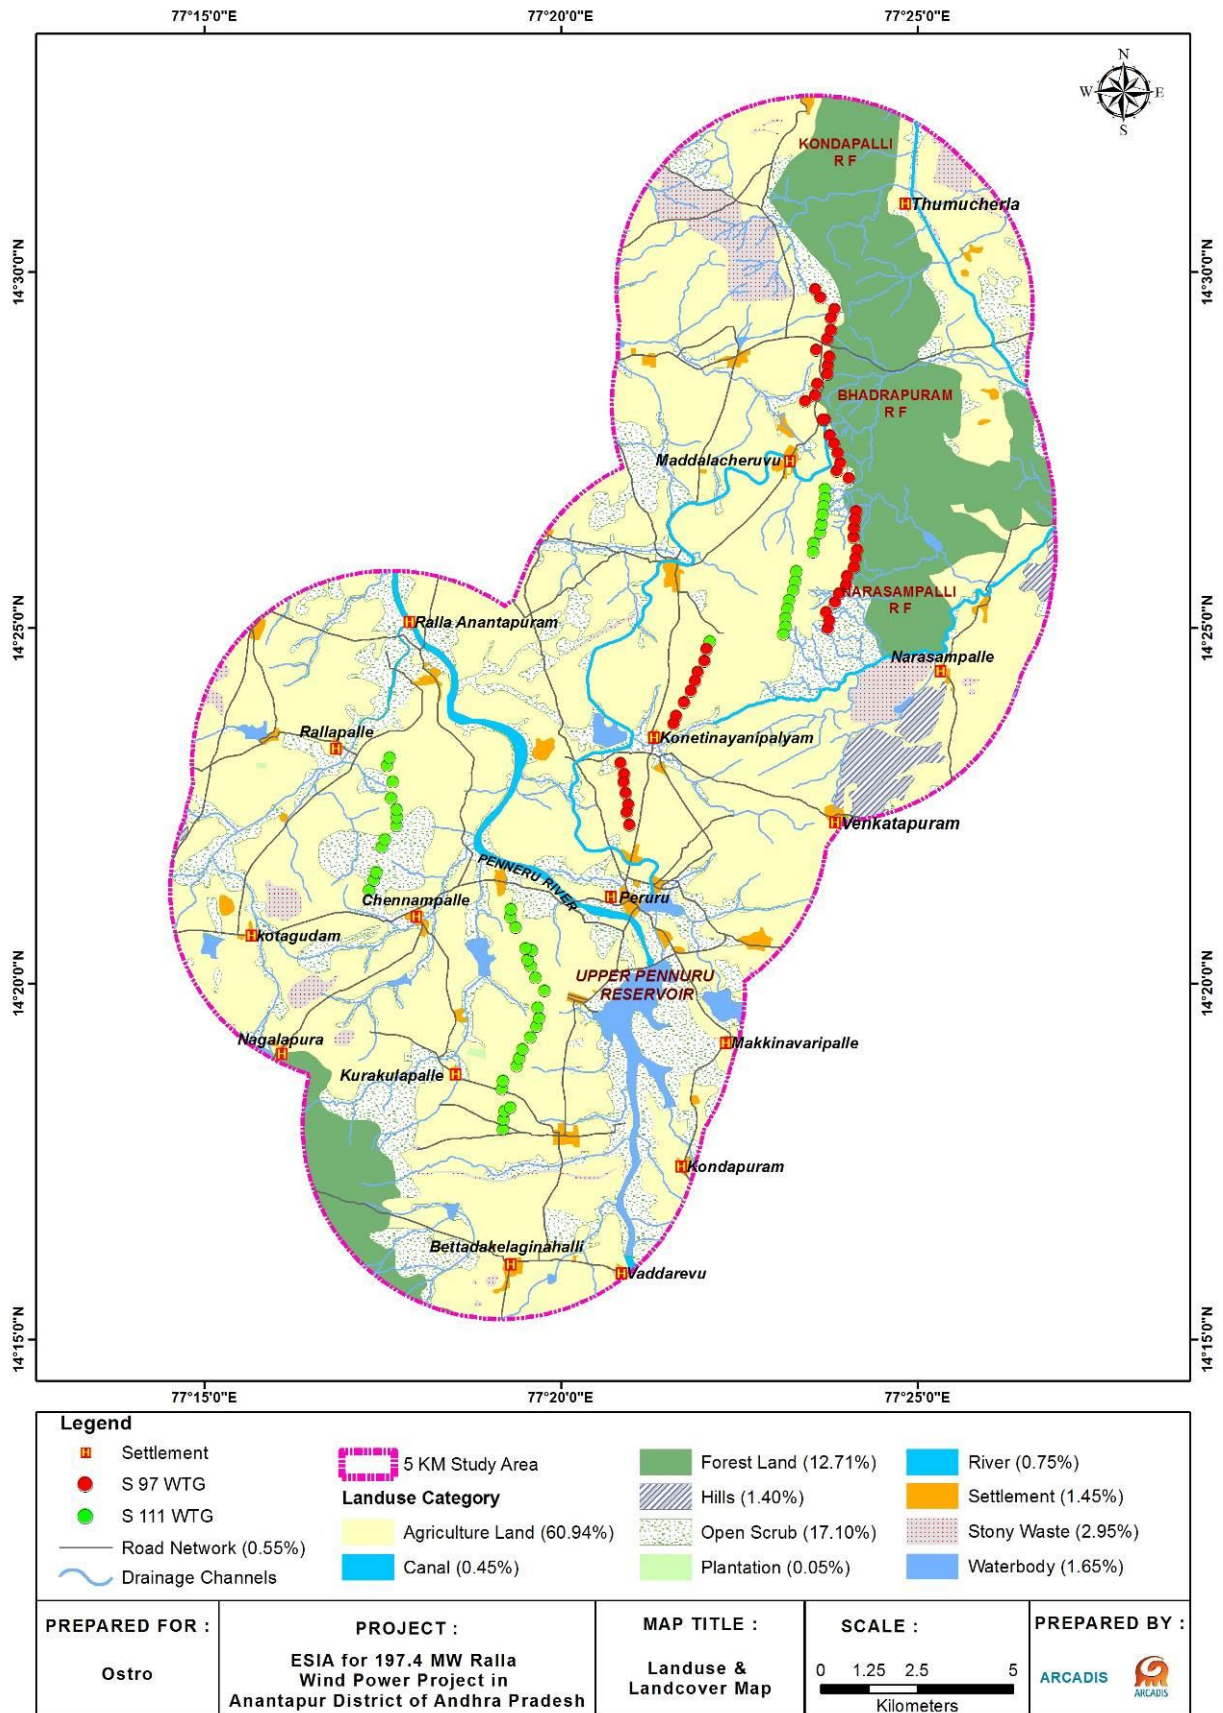 77°15'0"E
77°20'0"E
77°25'0"E
N
W
E
S
KONDAPALLI
R F
Thumucherla
14°30'0"N
14°30'0"N
BHADRAPURAM
R F
Maddalacheruvu
NARASAMPALLI
R F
14°25'0"N
14°25'0"N
Ralla Anantapuram
Narasampalle
Rallapalle
Konetinayanipalyam
Venkatapuram
PENNERU RIVER
Chennampalle
Peruru
kotagudam
14°20'0"N
14°20'0"N
UPPER PENNURU
RESERVOIR
Nagalapura
Makkinavaripalle
Kurakulapalle
Kondapuram
Bettadakelaginahalli
Vaddarevu
14°15'0"N
14°15'0"N
77°15'0"E
77°20'0"E
77°25'0"E
Legend
H Settlement
S 97 WTG
S 111 WTG
Road Network (0.55%)
Drainage Channels
5 KM Study Area
Landuse Category
Agriculture Land (60.94%)
Canal (0.45%)
Forest Land (12.71%)
Hills (1.40%)
Open Scrub (17.10%)
Plantation (0.05%)
River (0.75%)
Settlement (1.45%)
Stony Waste (2.95%)
Waterbody (1.65%)
PREPARED FOR :
Ostro
PROJECT :
ESIA for 197.4 MW Ralla
Wind Power Project in
Anantapur District of Andhra Pradesh
MAP TITLE :
Landuse &
Landcover Map
SCALE :
0 1.25 2.5 5
Kilometers
PREPARED BY :
ARCADIS
ARCADIS